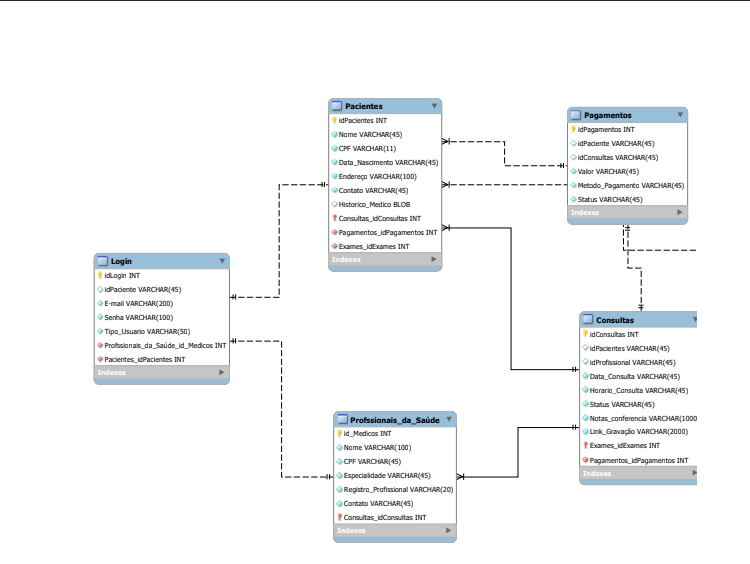 Pacientes
idPacientes INT
Nome VARCHAR(45)
CPF VARCHAR(11)
Data_Nascimento VARCHAR(45)
Endereço VARCHAR(100)
Contato VARCHAR(45)
Historico_Medico BLOB
Consultas_idConsultas INT
Pagamentos_idPagamentos INT
Exames_idExames INT
Indexes
Pagamentos
idPagamentos INT
idPaciente VARCHAR(45)
idConsultas VARCHAR(45)
Valor VARCHAR(45)
Metodo_Pagamento VARCHAR(45)
Status VARCHAR(45)
Indexes
Login
idLogin INT
idPaciente VARCHAR(45)
E-mail VARCHAR(200)
Senha VARCHAR(100)
Tipo_Usuario VARCHAR(50)
Profssionais_da_Saúde_id_Medicos INT
Pacientes_idPacientes INT
Indexes
Consultas
idConsultas INT
idPacientes VARCHAR(45)
idProfissional VARCHAR(45)
Data_Consulta VARCHAR(45)
Horario_Consulta VARCHAR(45)
Status VARCHAR(45)
Notas_conferencia VARCHAR(1000
Link_Gravação VARCHAR(2000)
Exames_idExames INT
Pagamentos_idPagamentos INT
Indexes
Profssionais_da_Saúde
id_Medicos INT
Nome VARCHAR(100)
CPF VARCHAR(45)
Especialidade VARCHAR(45)
Registro_Profissional VARCHAR(20)
Contato VARCHAR(45)
Consultas_idConsultas INT
Indexes